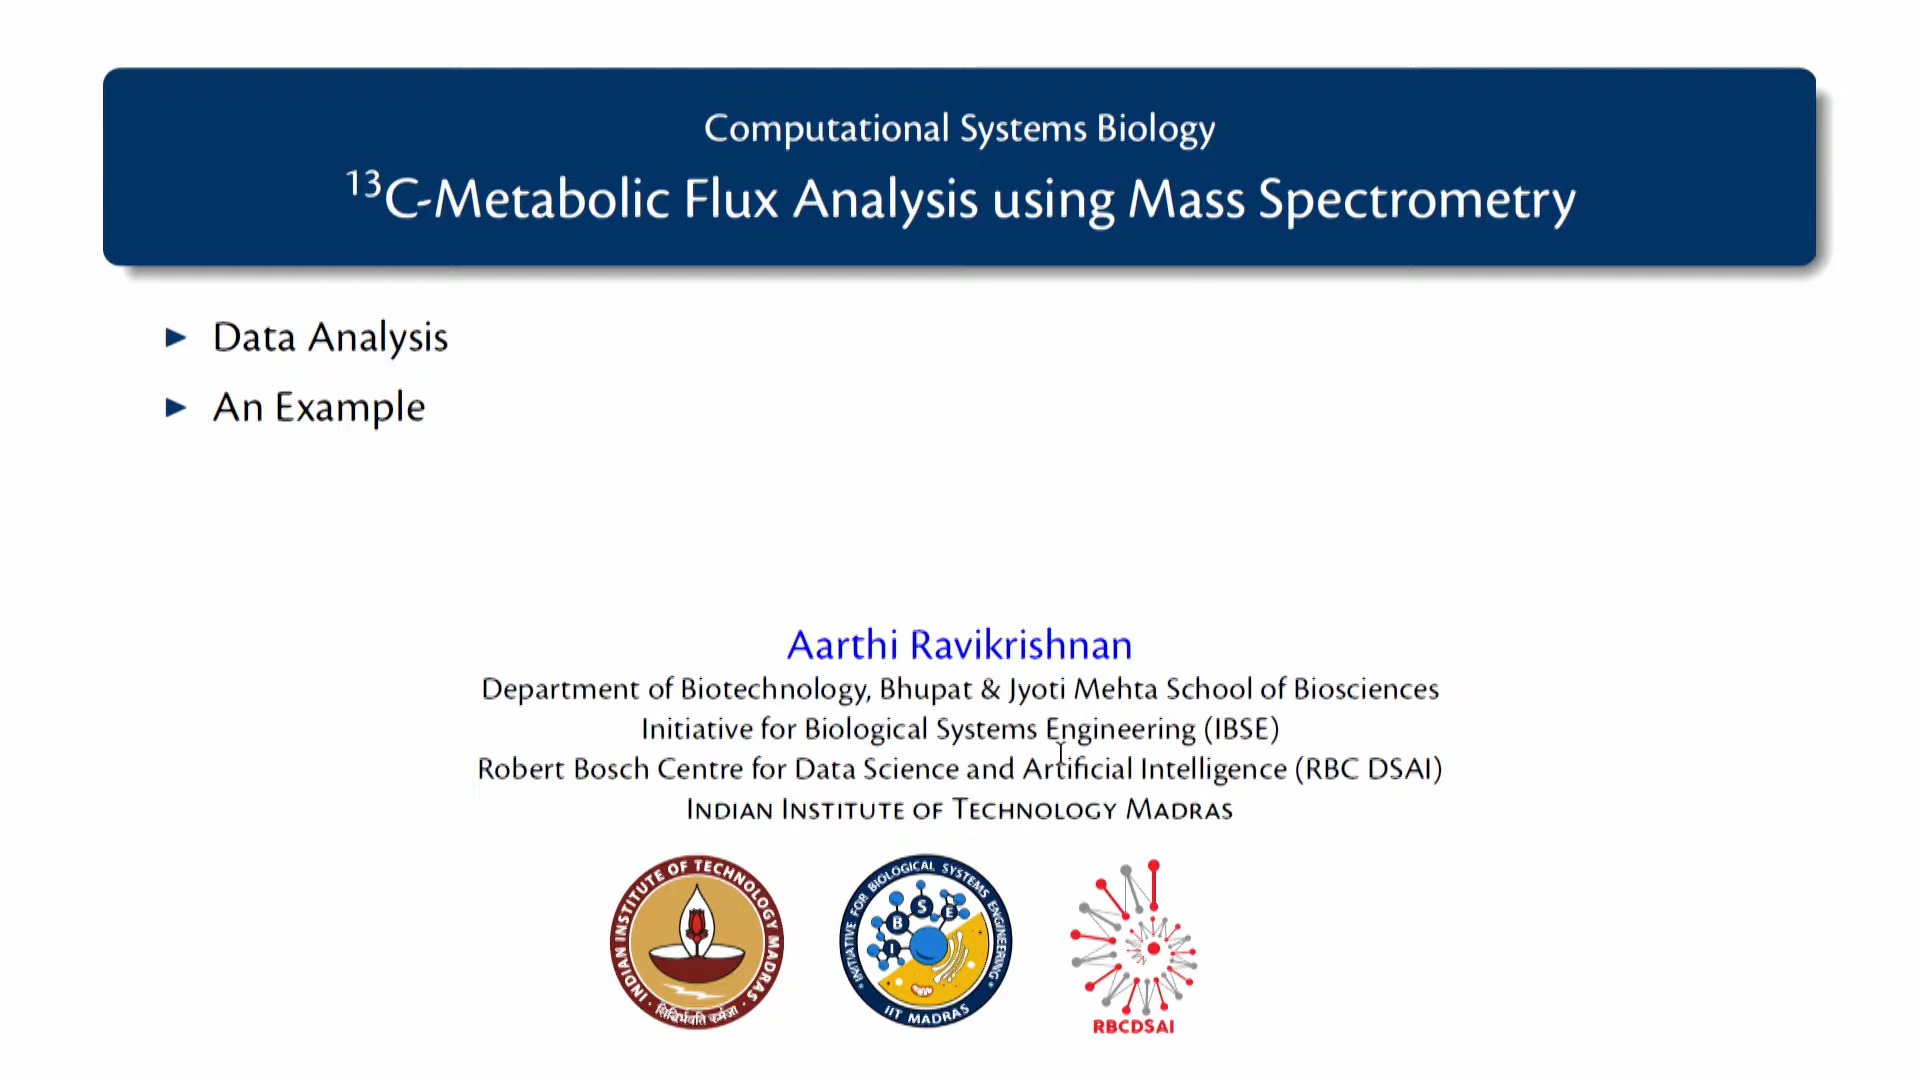 Computational Systems Biology
¹³C-Metabolic Flux Analysis using Mass Spectrometry
Data Analysis
An Example
Aarthi Ravikrishnan
Department of Biotechnology, Bhupat & Jyoti Mehta School of Biosciences
Initiative for Biological Systems Engineering (IBSE)
Robert Bosch Centre for Data Science and Artificial Intelligence (RBC DSAI)
INDIAN INSTITUTE OF TECHNOLOGY MADRAS
INDIAN INSTITUTE OF TECHNOLOGY MADRAS
INITIATIVE FOR BIOLOGICAL SYSTEMS ENGINEERING
I B S E
IIT MADRAS
RBCDSAI